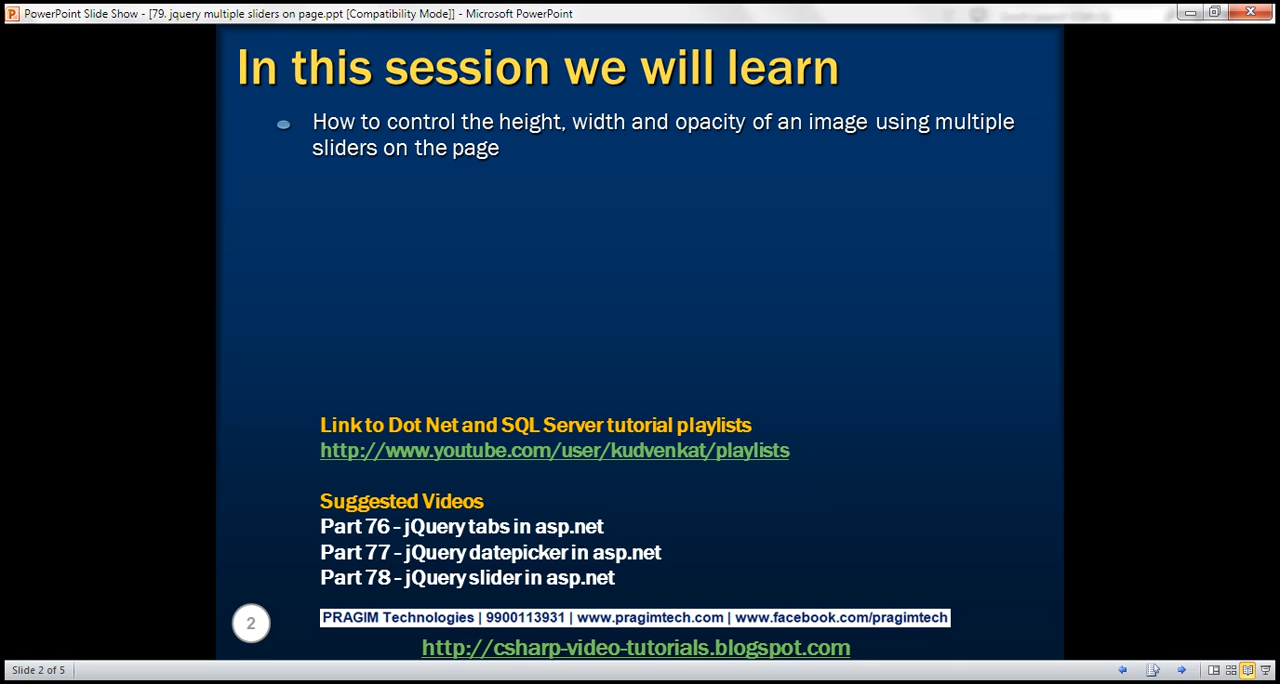 PowerPoint Slide Show - [79. jquery multiple sliders on page.ppt [Compatibility Mode]] - Microsoft PowerPoint
In this session we will learn
How to control the height, width and opacity of an image using multiple
sliders on the page
Link to Dot Net and SQL Server tutorial playlists
http://www.youtube.com/user/kudvenkat/playlists
Suggested Videos
Part 76 - jQuery tabs in asp.net
Part 77 - jQuery datepicker in asp.net
Part 78 - jQuery slider in asp.net
2
PRAGIM Technologies | 9900113931 | www.pragimtech.com | www.facebook.com/pragimtech
http://csharp-video-tutorials.blogspot.com
Slide 2 of 5